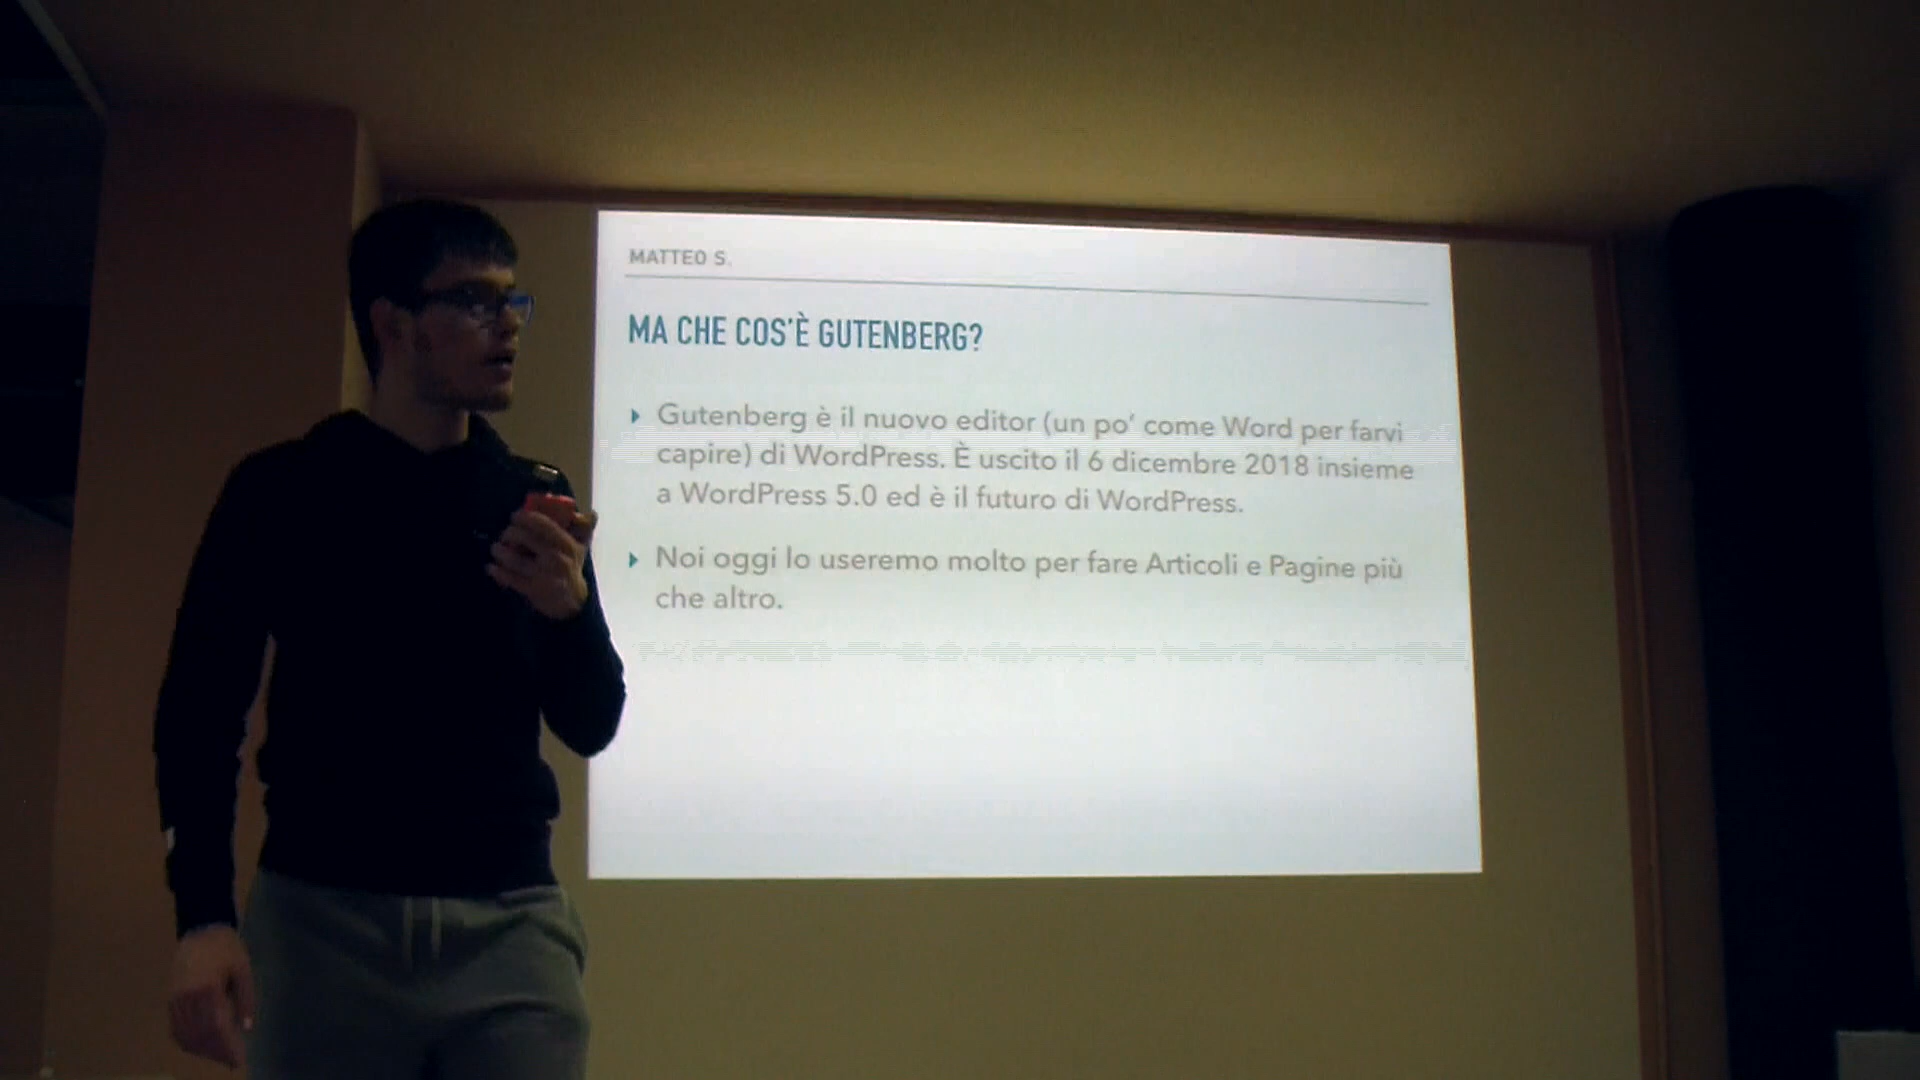 MATTEO S.
MA CHE COS'È GUTENBERG?
Gutenberg è il nuovo editor (un po' come Word per farvi
capire) di WordPress. È uscito il 6 dicembre 2018 insieme
a WordPress 5.0 ed è il futuro di WordPress.
Noi oggi lo useremo molto per fare Articoli e Pagine più
che altro.